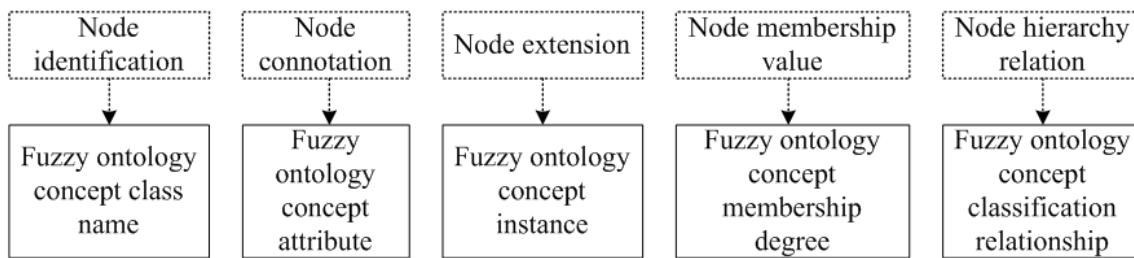 Node
identification
Node
connotation
Node extension
Node membership
value
Node hierarchy
relation
Fuzzy ontology
concept class
name
Fuzzy
ontology
concept
attribute
Fuzzy ontology
concept
instance
Fuzzy ontology
concept
membership
degree
Fuzzy ontology
concept
classification
relationship